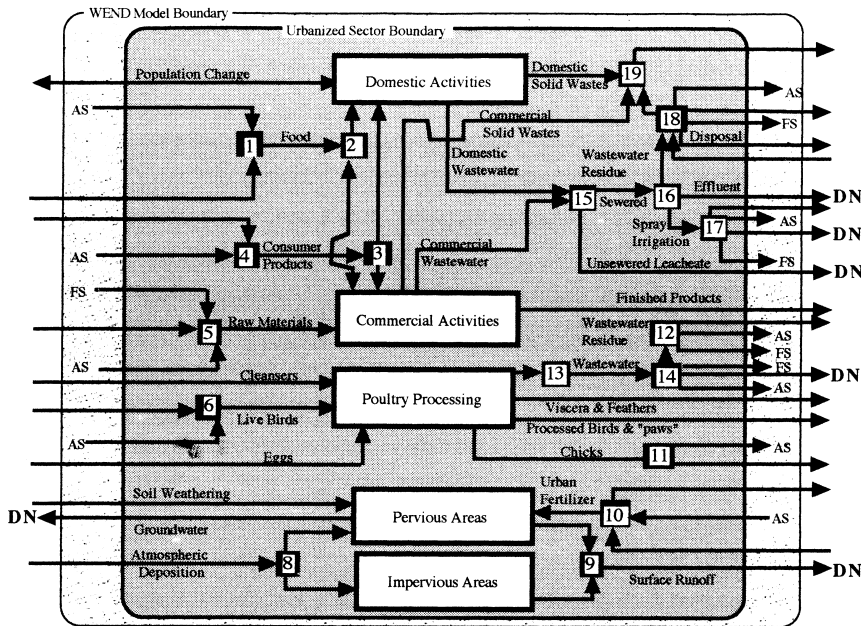 WEND Model Boundary
Urbanized Sector Boundary
Population Change
Domestic Activities
Domestic
Solid Wastes
19
AS
AS
Commercial
Solid Wastes
18
FS
Disposal
1
Food
2
Domestic
Wastewater
Wastewater
Residue
Effluent
DN
15
Sewered
16
Spray
Irrigation
17
AS
DN
FS
4
Consumer
Products
3
AS
Commercial
Wastewater
Unsewered Leacheate
DN
FS
Finished Products
5
Raw Materials
Commercial Activities
Wastewater
Residue
12
AS
FS
AS
Cleansers
13
Wastewater
14
FS
DN
AS
6
Live Birds
Poultry Processing
Viscera & Feathers
Processed Birds & "paws"
AS
Eggs
Chicks
11
AS
Soil Weathering
Urban
Fertilizer
DN
Groundwater
Pervious Areas
10
AS
Atmospheric
Deposition
8
Impervious Areas
9
Surface Runoff
DN